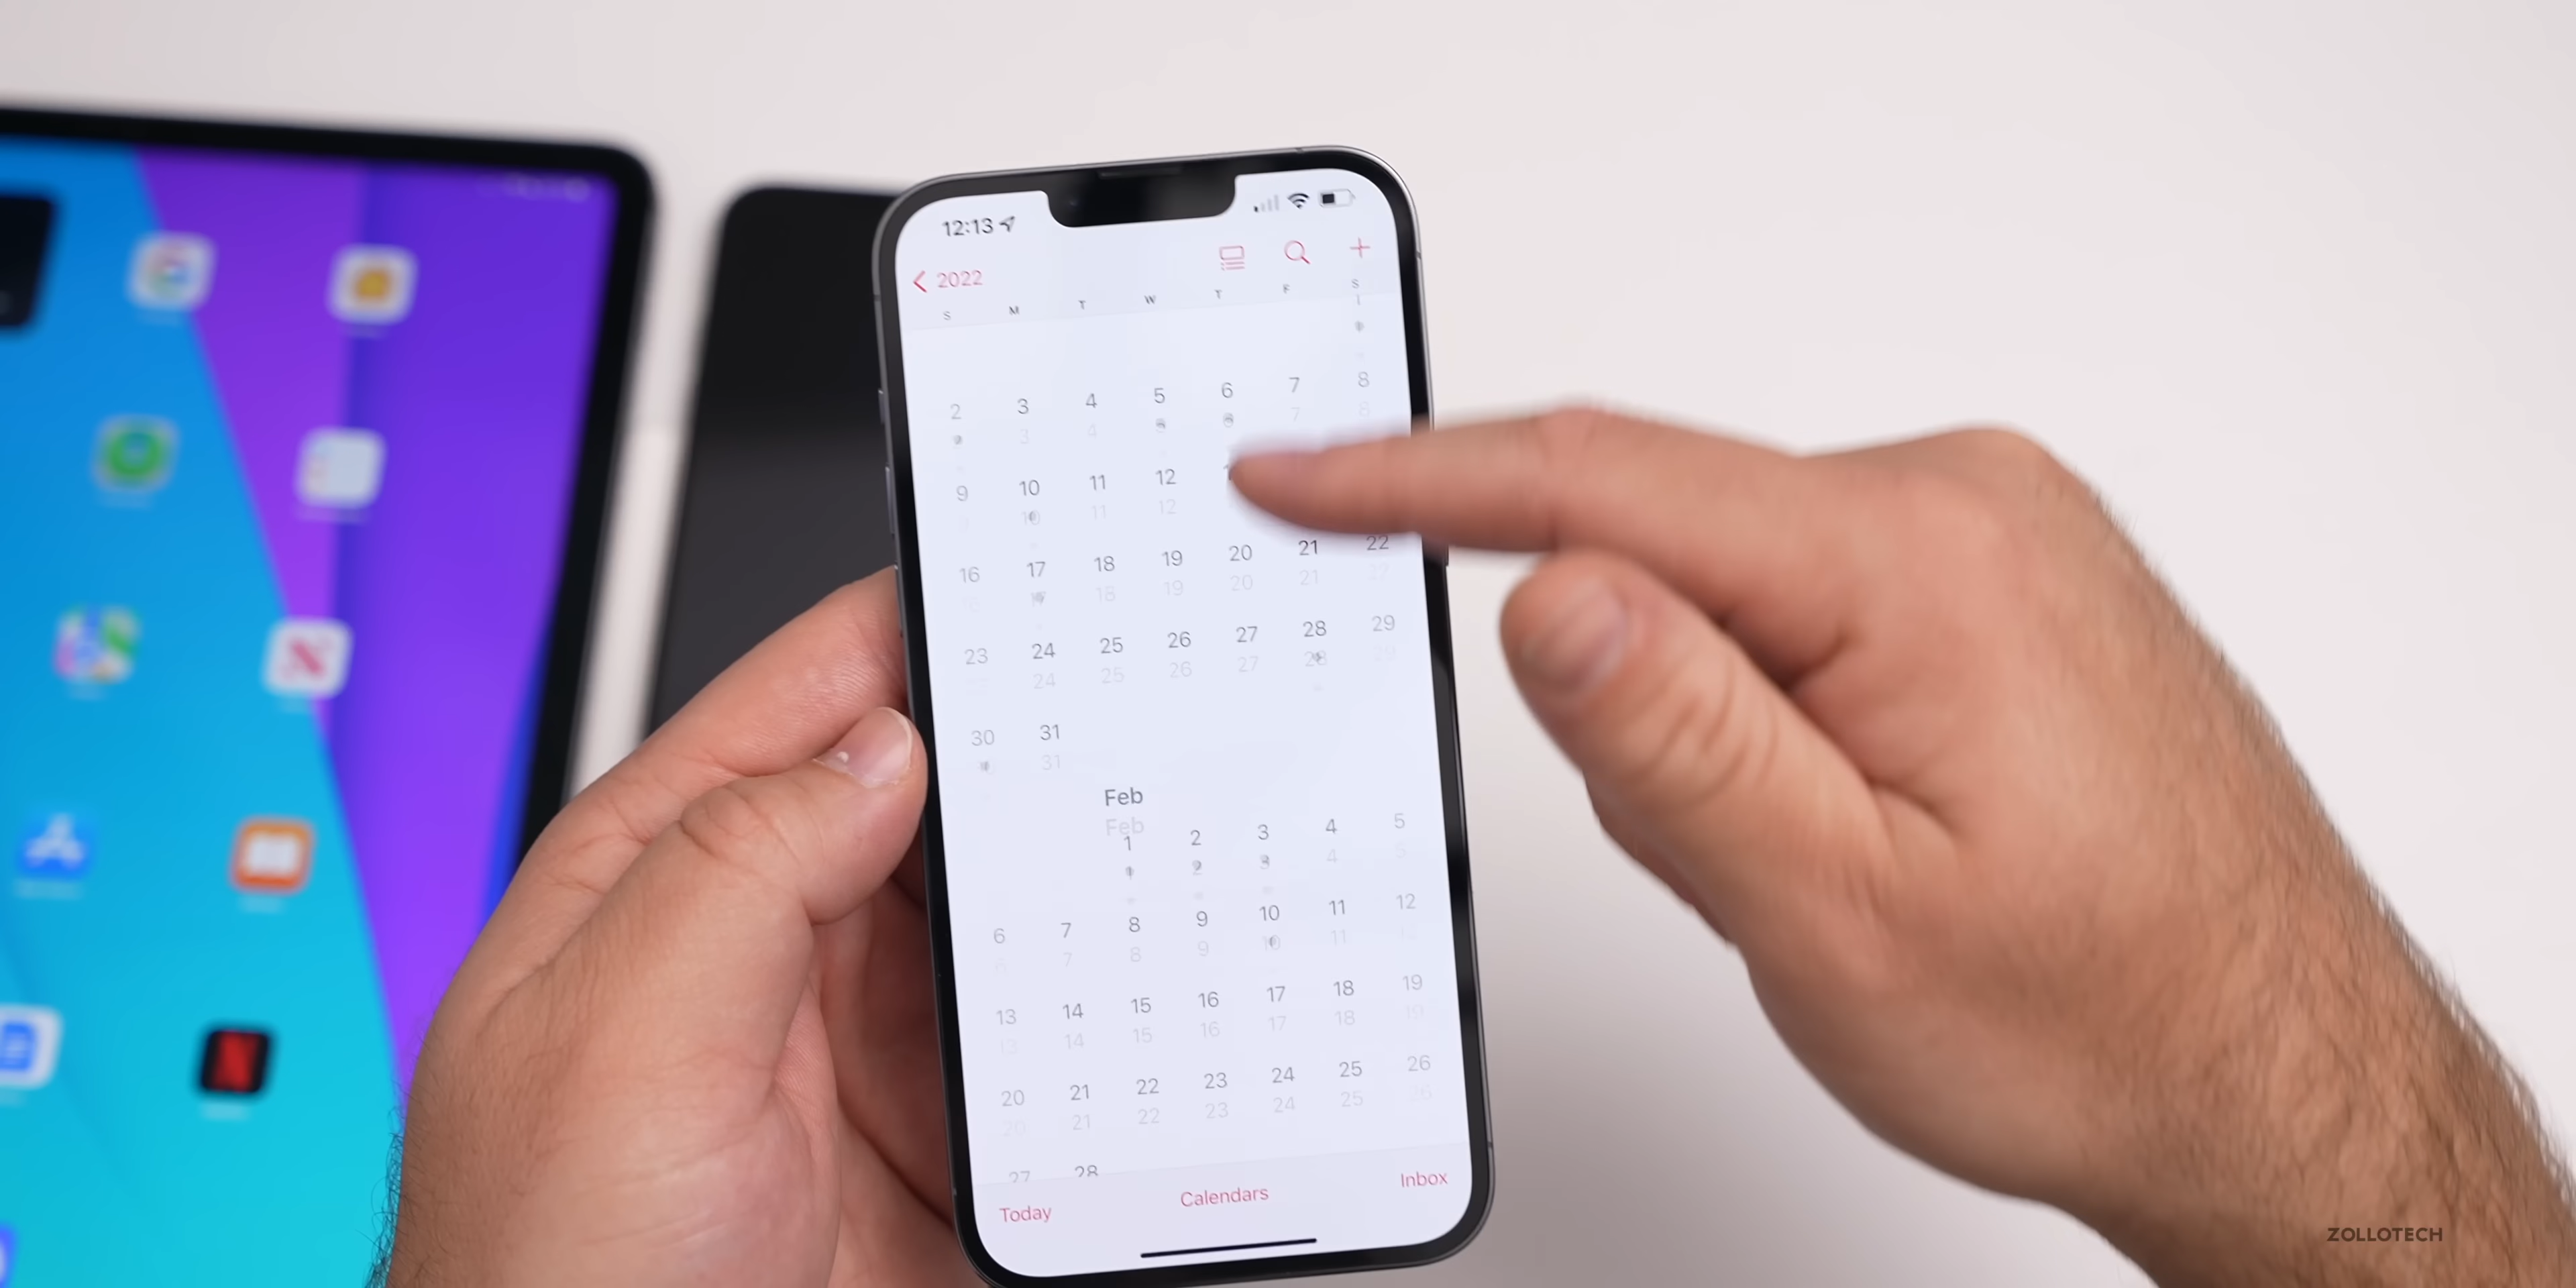 12:13
2022
S M T W T F S
1
2 3 4 5 6 7 8
9 10 11 12
16 17 18 19 20 21 22
23 24 25 26 27 28 29
30 31
Feb
1 2 3 4 5
6 7 8 9 10 11 12
13 14 15 16 17 18 19
20 21 22 23 24 25 26
27 28
Today Calendars Inbox
ZOLLOTECH